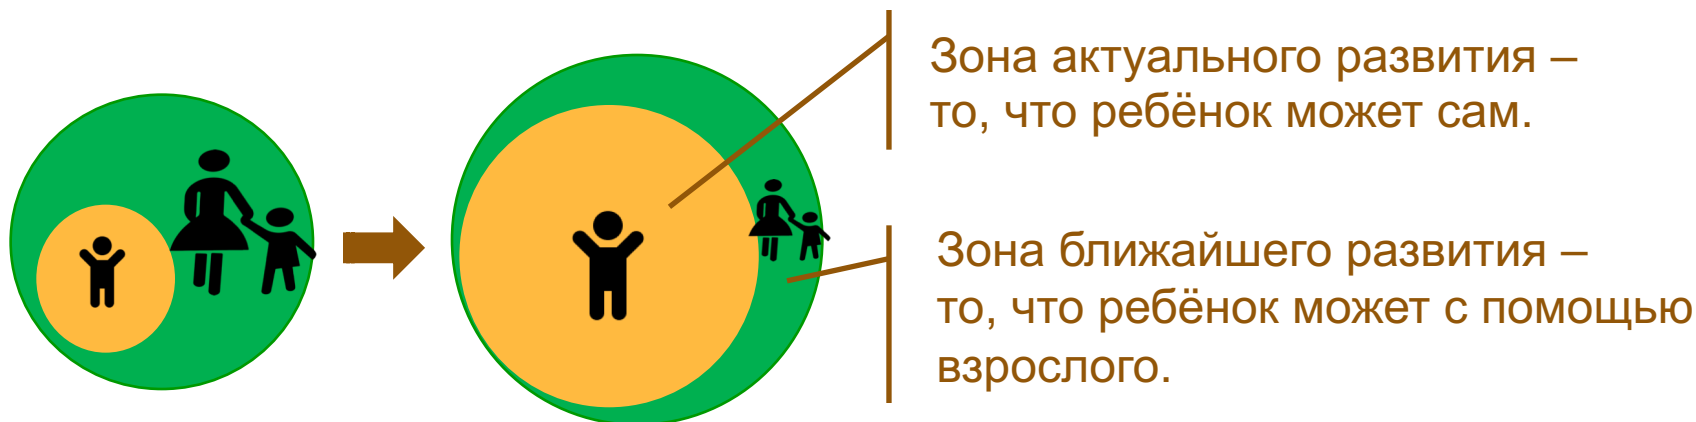 Зона актуального развития –
то, что ребёнок может сам.
Зона ближайшего развития –
то, что ребёнок может с помощью
взрослого.